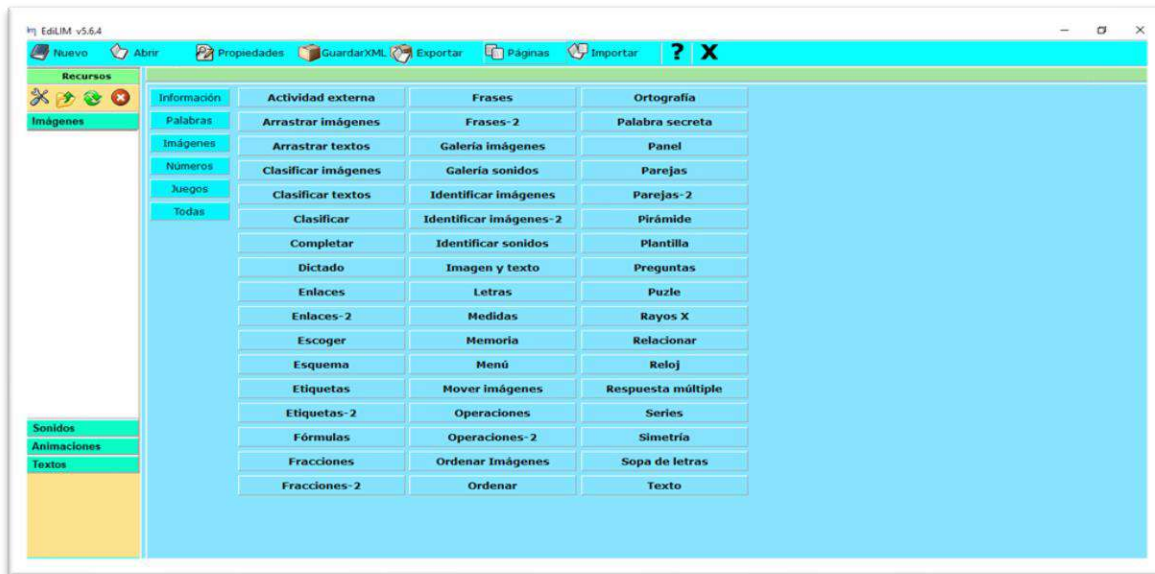 EdiLIM v5.6.4
Nuevo Abrir Propiedades GuardarXML Exportar Páginas Importar ? X
Recursos
Imágenes
Sonidos
Animaciones
Textos
Información
Palabras
Imágenes
Números
Juegos
Todas
Actividad externa Frases Ortografía
Arrastrar imágenes Frases-2 Palabra secreta
Arrastrar textos Galería imágenes Panel
Clasificar imágenes Galería sonidos Parejas
Clasificar textos Identificar imágenes Parejas-2
Clasificar Identificar imágenes-2 Pirámide
Completar Identificar sonidos Plantilla
Dictado Imagen y texto Preguntas
Enlaces Letras Puzle
Enlaces-2 Medidas Rayos X
Escoger Memoria Relacionar
Esquema Menú Reloj
Etiquetas Mover imágenes Respuesta múltiple
Etiquetas-2 Operaciones Series
Fórmulas Operaciones-2 Simetría
Fracciones Ordenar Imágenes Sopa de letras
Fracciones-2 Ordenar Texto